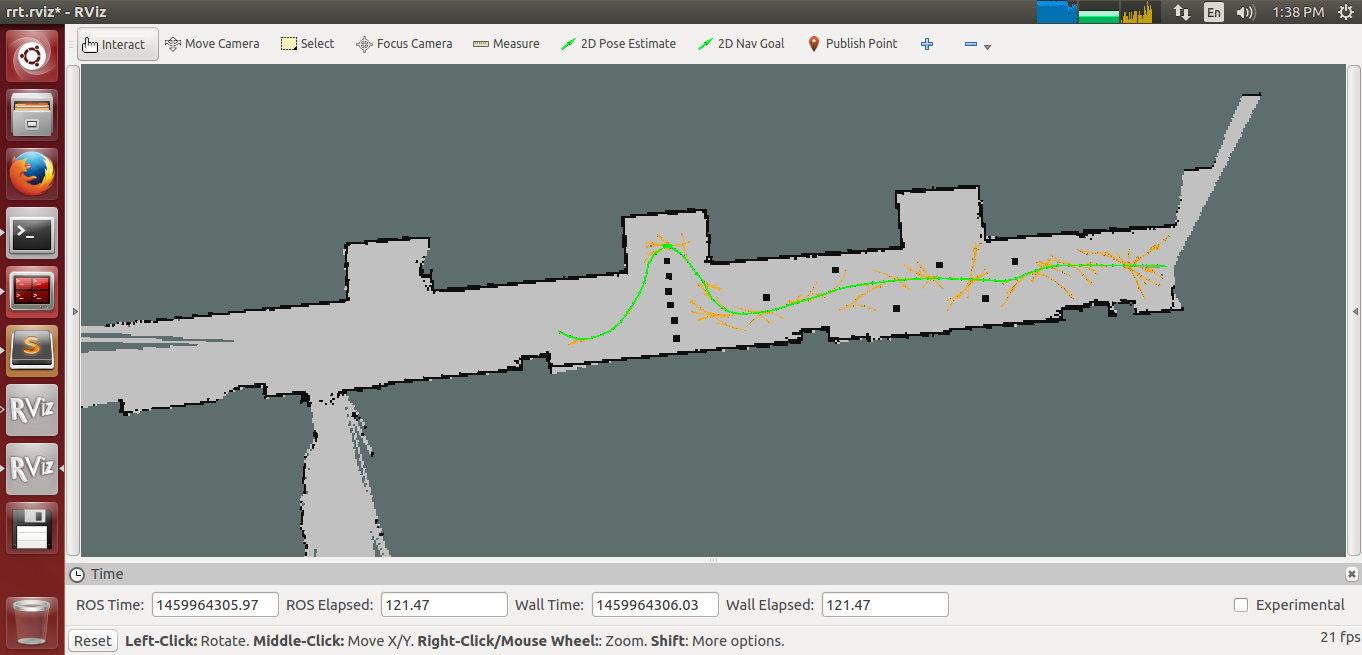 rrt.rviz* - RViz
En
1:38 PM
Interact
Move Camera
Select
Focus Camera
Measure
2D Pose Estimate
2D Nav Goal
Publish Point
>_
S
RViz
RViz
Time
ROS Time: 1459964305.97 ROS Elapsed: 121.47 Wall Time: 1459964306.03 Wall Elapsed: 121.47 Experimental
Reset Left-Click: Rotate. Middle-Click: Move X/Y. Right-Click/Mouse Wheel:: Zoom. Shift: More options. 21 fps